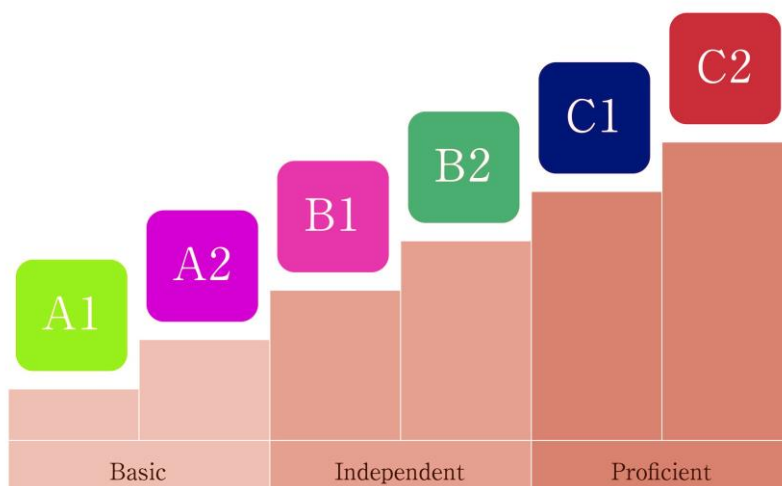 A1
A2
B1
B2
C1
C2
Basic
Independent
Proficient